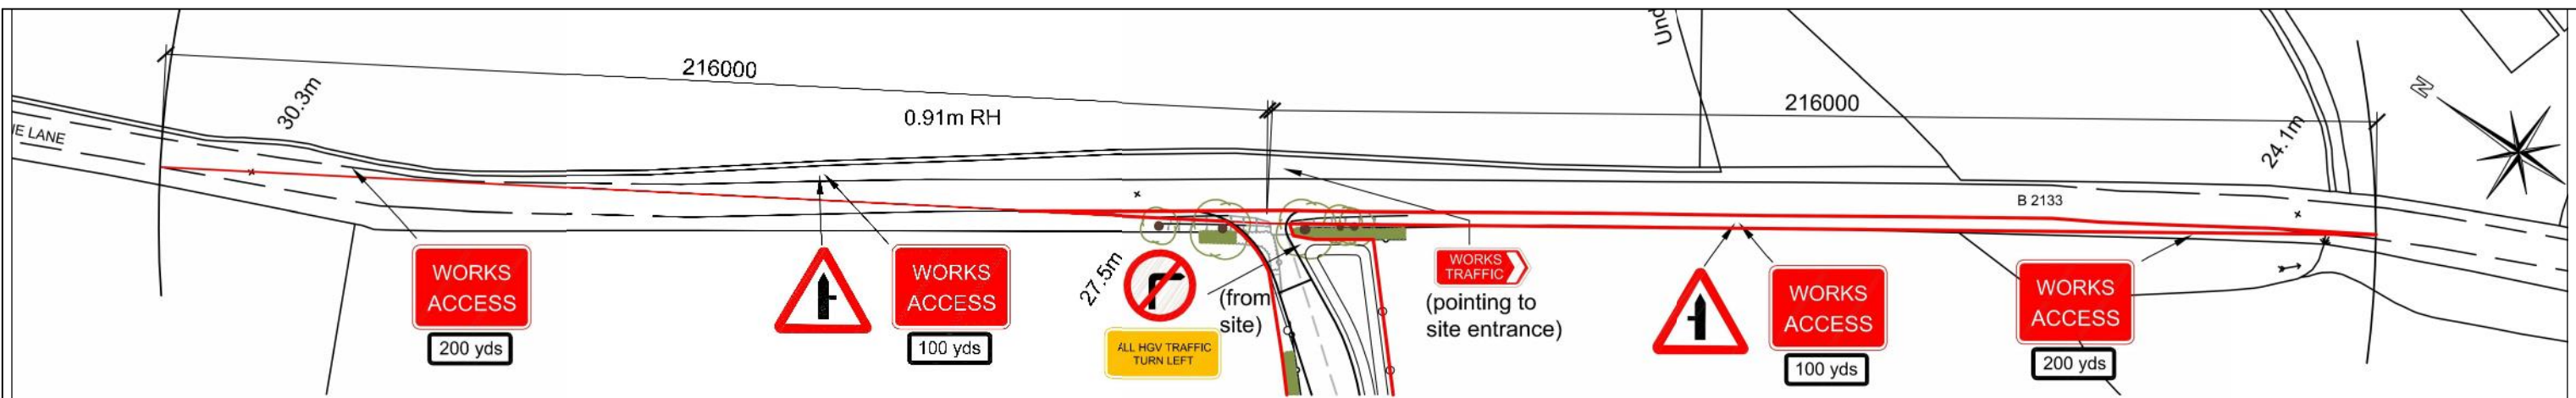 216000
30.3m
0.91m RH
216000
24.1m
N
B 2133
LANE
WORKS
ACCESS
200 yds
WORKS
ACCESS
100 yds
27.5m
ALL HGV TRAFFIC
TURN LEFT
(from
site)
WORKS
TRAFFIC
(pointing to
site entrance)
WORKS
ACCESS
100 yds
WORKS
ACCESS
200 yds
Und